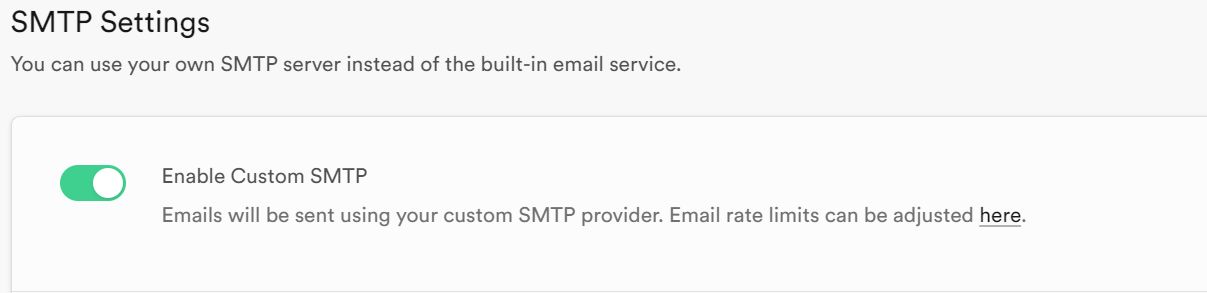 SMTP Settings
You can use your own SMTP server instead of the built-in email service.
Enable Custom SMTP
Emails will be sent using your custom SMTP provider. Email rate limits can be adjusted here.